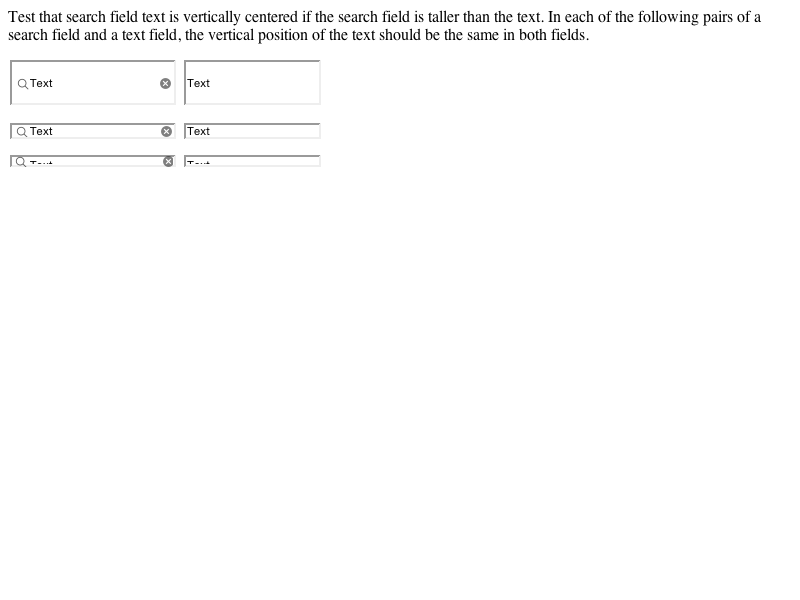 Test that search field text is vertically centered if the search field is taller than the text. In each of the following pairs of a
search field and a text field, the vertical position of the text should be the same in both fields.
Text Text
Text Text